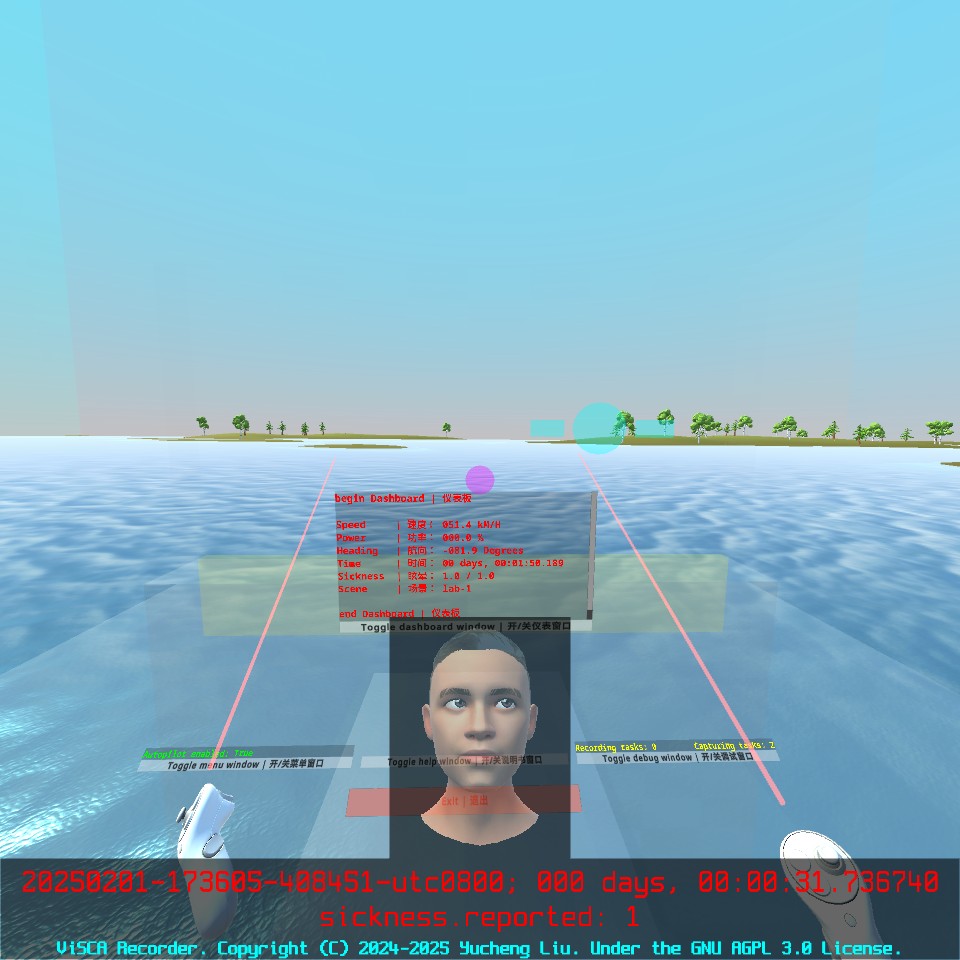 begin Dashboard | 仪表板
Speed | 速度： 051.4 kM/H
Power | 功率： 000.0 %
Heading | 航向： -081.9 Degrees
Time | 时间： 00 days, 00:01:50.189
Sickness | 眩晕： 1.0 / 1.0
Scene | 场景： lab-1
end Dashboard | 仪表板
Toggle dashboard window | 开/关仪表窗口
Autopilot enabled: True
Toggle menu window | 开/关菜单窗口
Toggle help window | 开/关说明书窗口
Recording tasks: 0 Capturing tasks: 2
Toggle debug window | 开/关调试窗口
Exit | 退出
20250201-173605-408451-utc0800; 000 days, 00:00:31.736740
sickness.reported: 1
ViSCA Recorder. Copyright (C) 2024-2025 Yucheng Liu. Under the GNU AGPL 3.0 License.